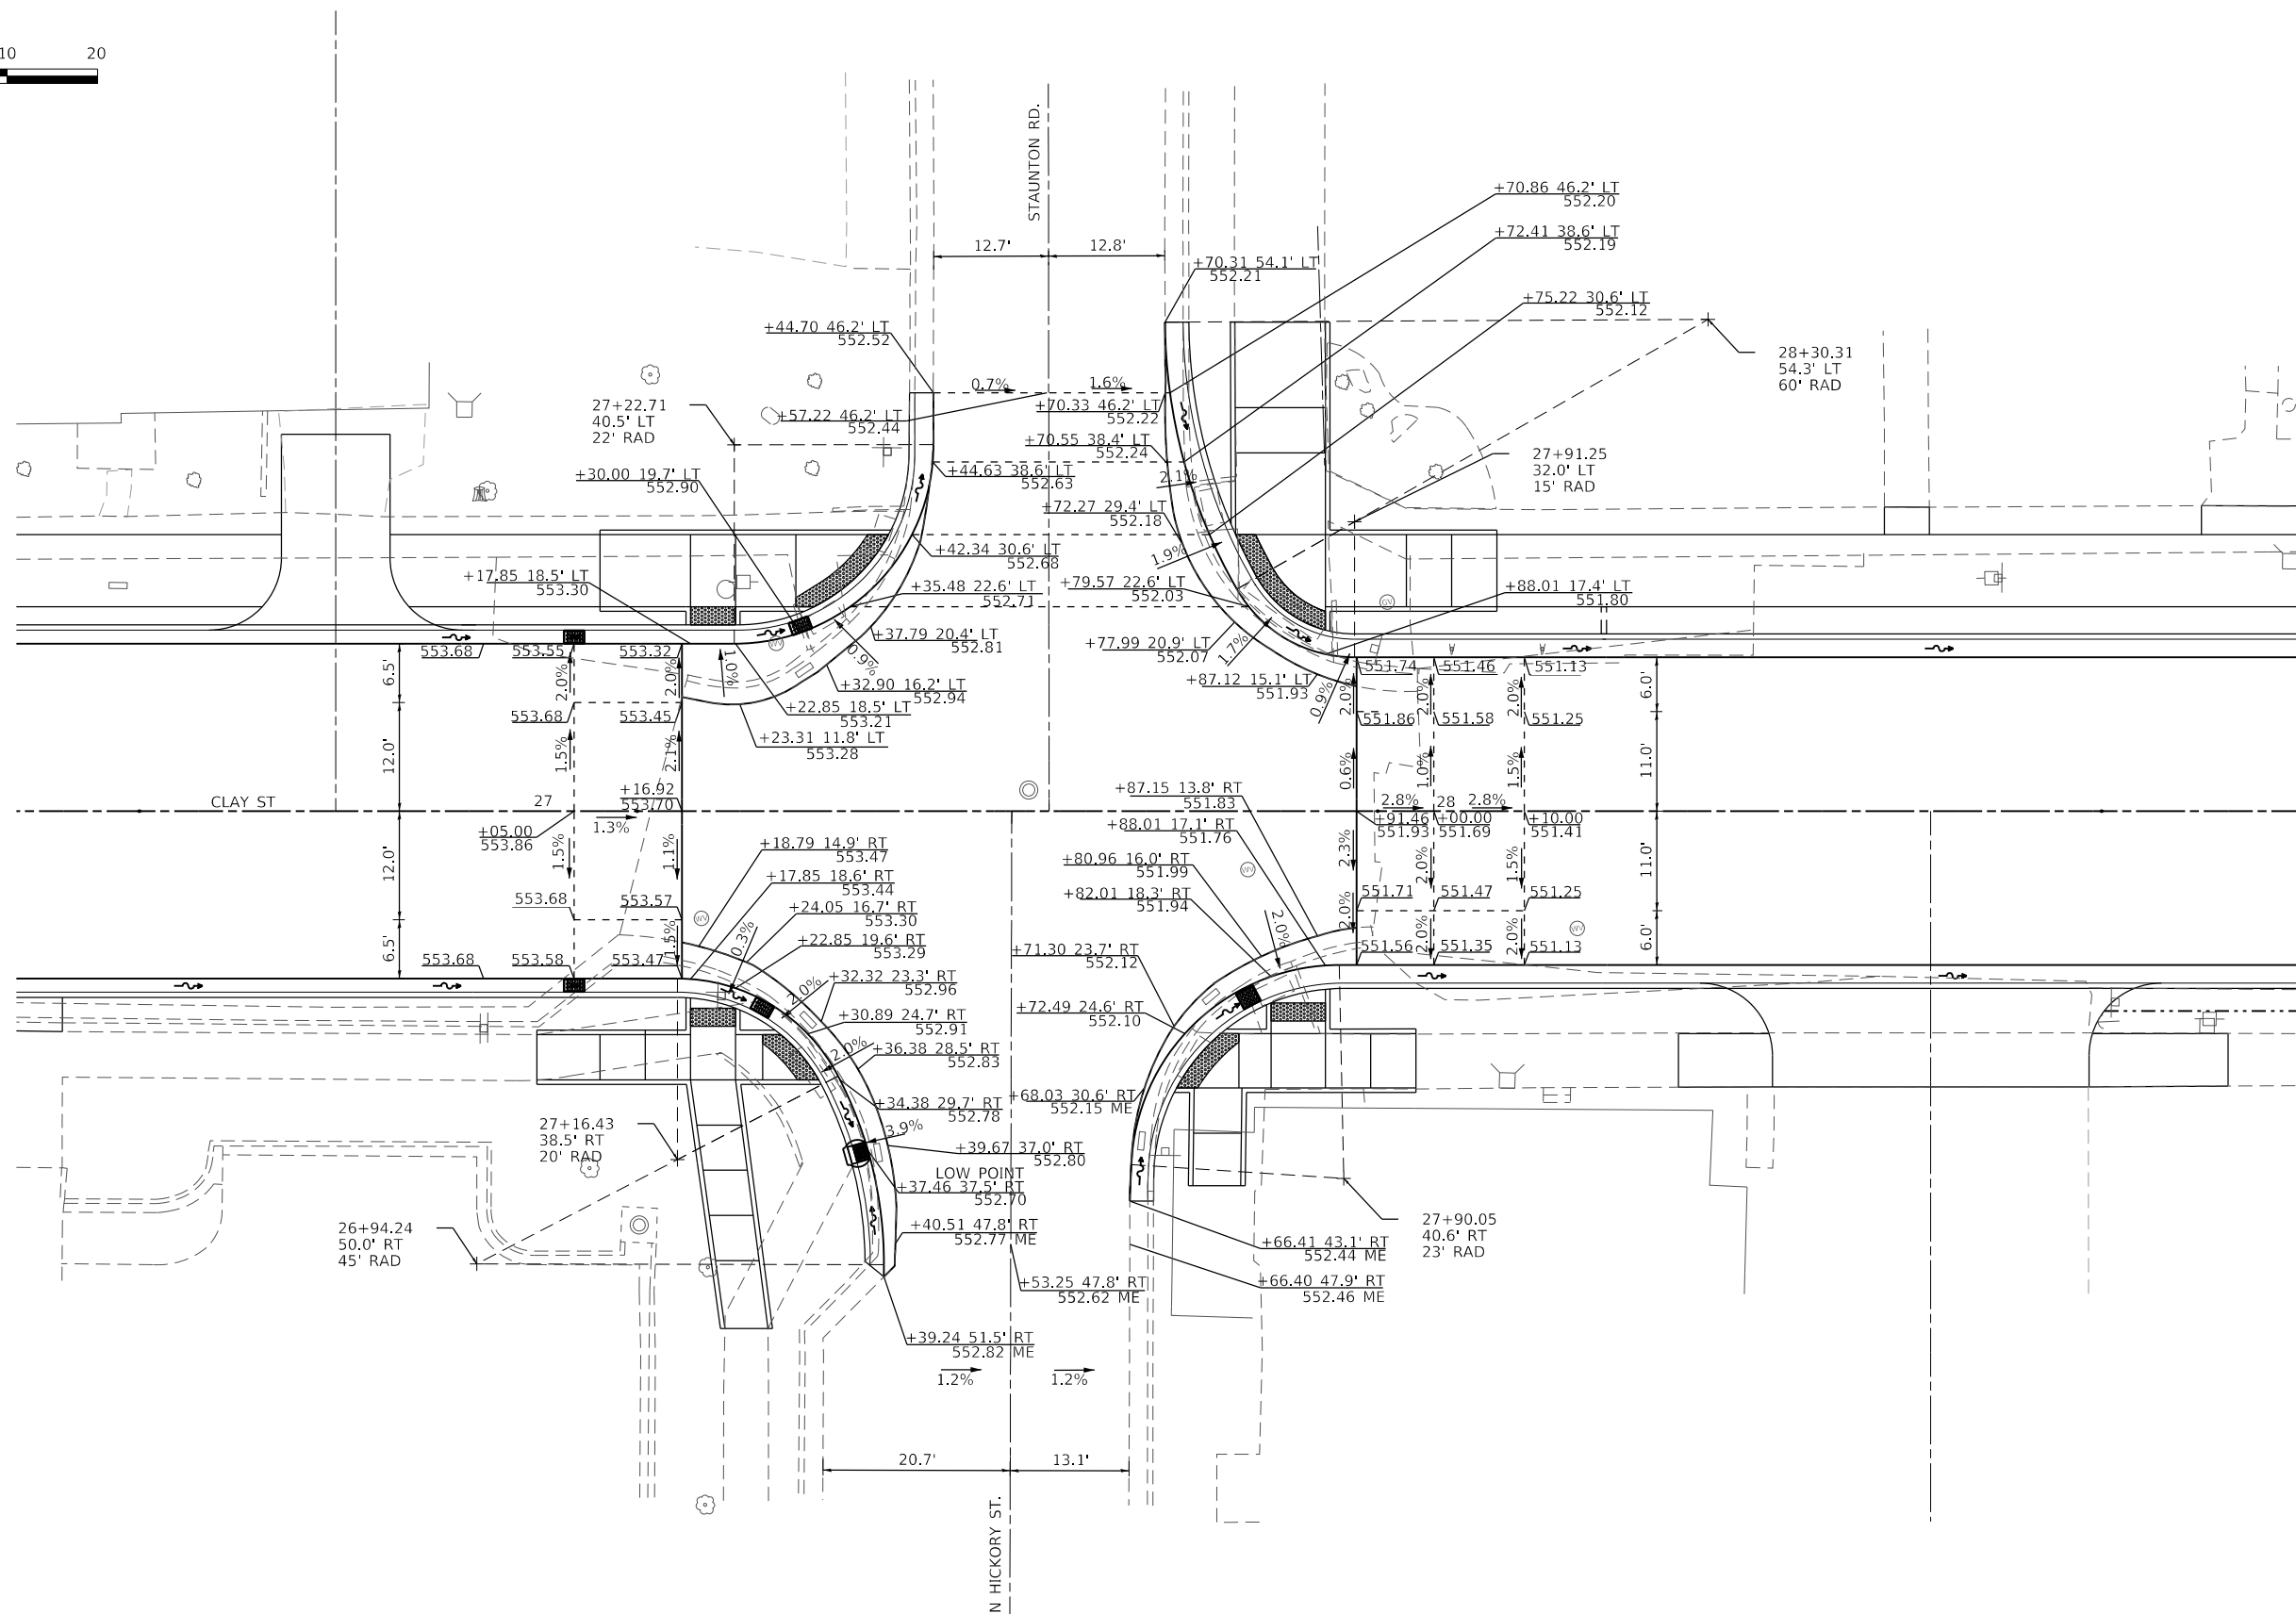 10 20
STAUNTON RD.
12.7' 12.8'
+70.86 46.2' LT
552.20
+72.41 38.6' LT
552.19
+70.31 54.1' LT
552.21
+75.22 30.6' LT
552.12
+44.70 46.2' LT
552.52
28+30.31
54.3' LT
60' RAD
0.7% 1.6%
27+22.71
40.5' LT
22' RAD
+57.22 46.2' LT
552.44
+70.33 46.2' LT
552.22
+70.55 38.4' LT
552.24
27+91.25
32.0' LT
15' RAD
+30.00 19.7' LT
552.90
+44.63 38.6' LT
552.63
2.1%
+72.27 29.4' LT
552.18
+42.34 30.6' LT
552.68
1.9%
+17.85 18.5' LT
553.30
+35.48 22.6' LT
552.71
+79.57 22.6' LT
552.03
+88.01 17.4' LT
551.80
+37.79 20.4' LT
552.81
+77.99 20.9' LT
552.07
1.7%
553.68 553.55 553.32
1.0%
0.9%
551.74 551.46 551.13
6.5'
2.0% 2.0%
+32.90 16.2' LT
552.94
+87.12 15.1' LT
551.93
0.9%
2.0% 2.0% 2.0%
6.0'
+22.85 18.5' LT
553.21
553.68 553.45
551.86 551.58 551.25
+23.31 11.8' LT
553.28
12.0'
1.5% 2.1%
0.6% 1.0% 1.5%
11.0'
CLAY ST
27
+16.92
553.70
+87.15 13.8' RT
551.83
2.8% 28 2.8%
+05.00
553.86
1.3%
+88.01 17.1' RT
551.76
+91.46 +00.00 +10.00
551.93 551.69 551.41
12.0'
1.5% 1.1%
+18.79 14.9' RT
553.47
+80.96 16.0' RT
551.99
2.3% 2.0% 1.5%
11.0'
+17.85 18.6' RT
553.44
+82.01 18.3' RT
551.94
553.68 553.57
551.71 551.47 551.25
+24.05 16.7' RT
553.30
0.3%
1.5%
2.0%
2.0% 2.0% 2.0%
6.5'
6.0'
+22.85 19.6' RT
553.29
+71.30 23.7' RT
552.12
553.68 553.58 553.47
551.56 551.35 551.13
+32.32 23.3' RT
552.96
2.0%
+72.49 24.6' RT
552.10
+30.89 24.7' RT
552.91
2.0%
+36.38 28.5' RT
552.83
+34.38 29.7' RT
552.78
+68.03 30.6' RT
552.15 ME
27+16.43
38.5' RT
20' RAD
3.9%
+39.67 37.0' RT
552.80
LOW POINT
+37.46 37.5' RT
552.70
26+94.24
50.0' RT
45' RAD
+40.51 47.8' RT
552.77 ME
27+90.05
40.6' RT
23' RAD
+66.41 43.1' RT
552.44 ME
+53.25 47.8' RT
552.62 ME
+66.40 47.9' RT
552.46 ME
+39.24 51.5' RT
552.82 ME
1.2% 1.2%
20.7' 13.1'
N HICKORY ST.